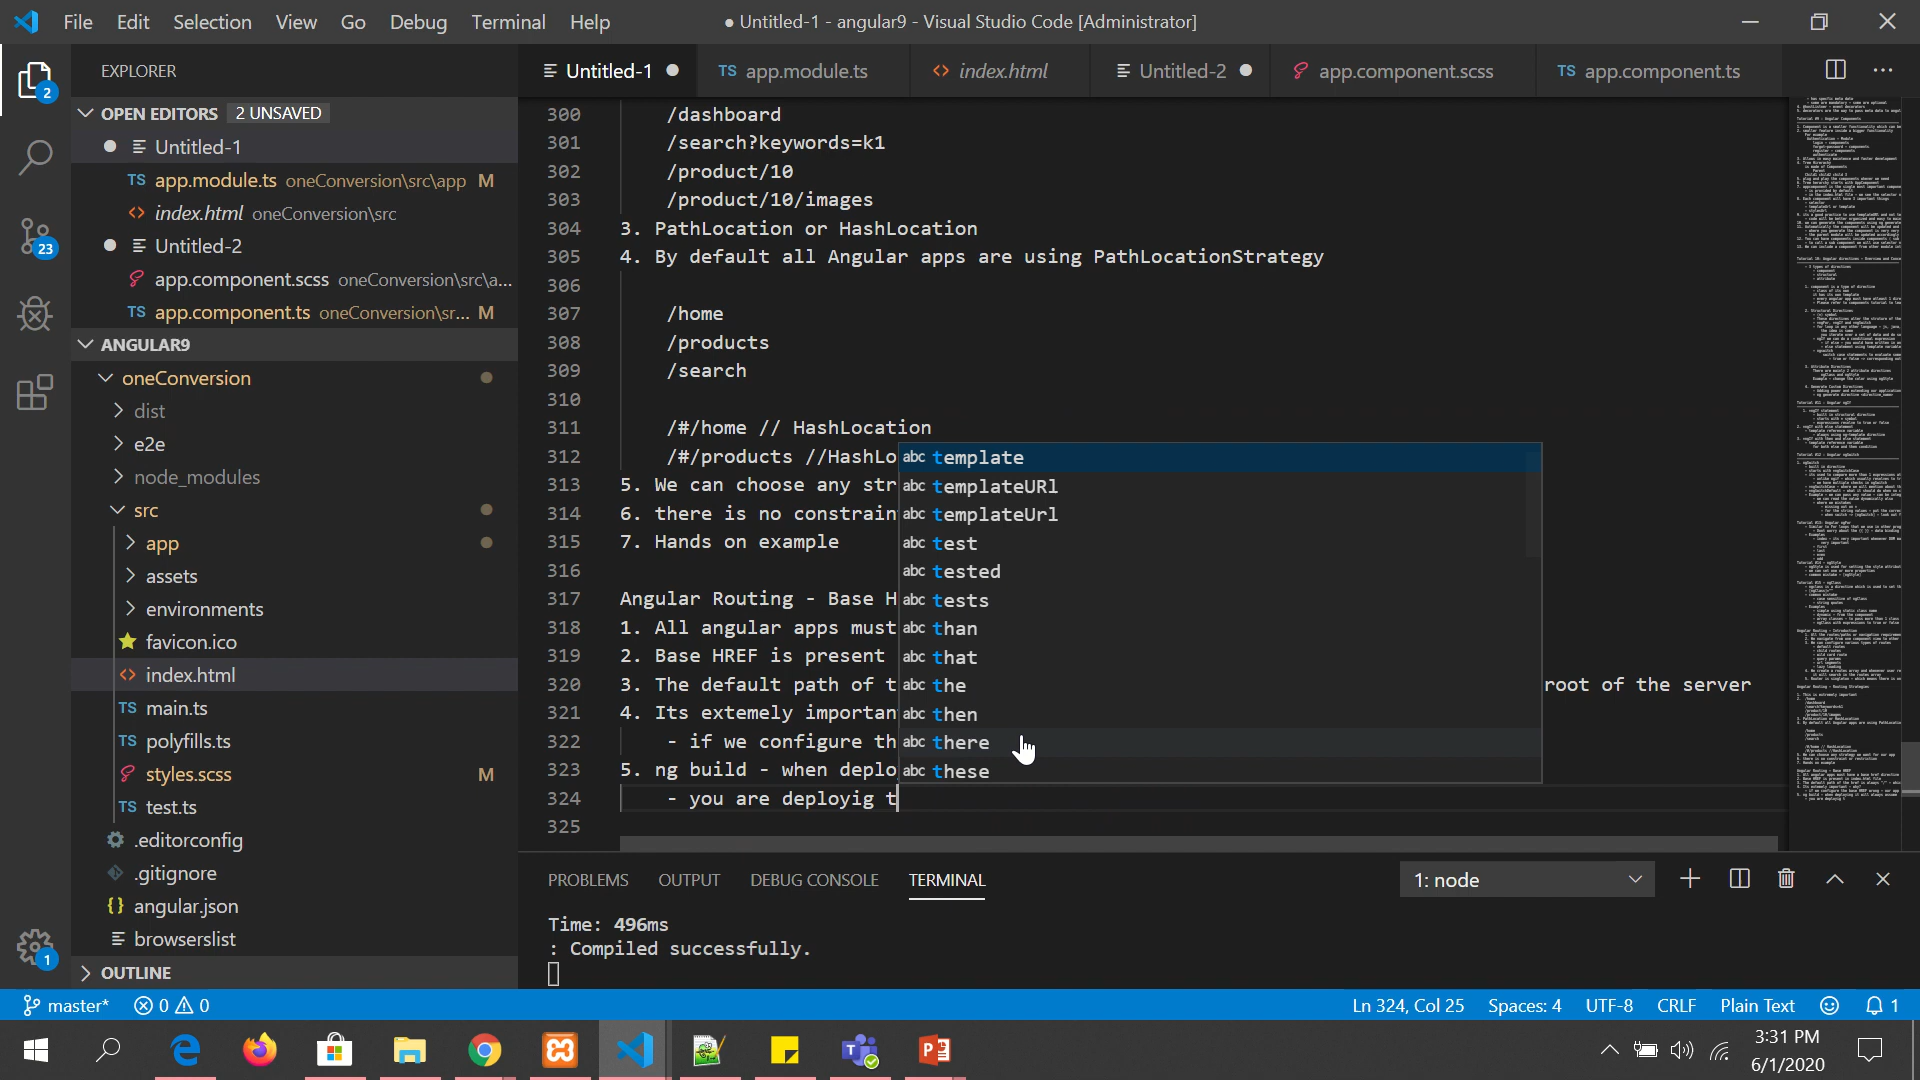 File Edit Selection View Go Debug Terminal Help
● Untitled-1 - angular9 - Visual Studio Code [Administrator]
EXPLORER
Untitled-1
TS app.module.ts
index.html
Untitled-2
app.component.scss
TS app.component.ts
2
OPEN EDITORS 2 UNSAVED
Untitled-1
TS app.module.ts oneConversion\src\app M
index.html oneConversion\src
Untitled-2
app.component.scss oneConversion\src\a...
TS app.component.ts oneConversion\sr... M
23
ANGULAR9
oneConversion
dist
e2e
node_modules
src
app
assets
environments
favicon.ico
index.html
TS main.ts
TS polyfills.ts
styles.scss M
TS test.ts
.editorconfig
.gitignore
{} angular.json
browserslist
OUTLINE
1
300 /dashboard
301 /search?keywords=k1
302 /product/10
303 /product/10/images
304 3. PathLocation or HashLocation
305 4. By default all Angular apps are using PathLocationStrategy
306
307 /home
308 /products
309 /search
310
311 /#/home // HashLocation
312 /#/products //HashLo
313 5. We can choose any str
314 6. there is no constrain
315 7. Hands on example
316
317 Angular Routing - Base H
318 1. All angular apps must
319 2. Base HREF is present
320 3. The default path of t root of the server
321 4. Its extemely importan
322 - if we configure th
323 5. ng build - when deplo
324 - you are deployig t
325
abc template
abc templateURl
abc templateUrl
abc test
abc tested
abc tests
abc than
abc that
abc the
abc then
abc there
abc these
PROBLEMS OUTPUT DEBUG CONSOLE TERMINAL
1: node
Time: 496ms
: Compiled successfully.
master* 0 0
Ln 324, Col 25 Spaces: 4 UTF-8 CRLF Plain Text 1
3:31 PM
6/1/2020